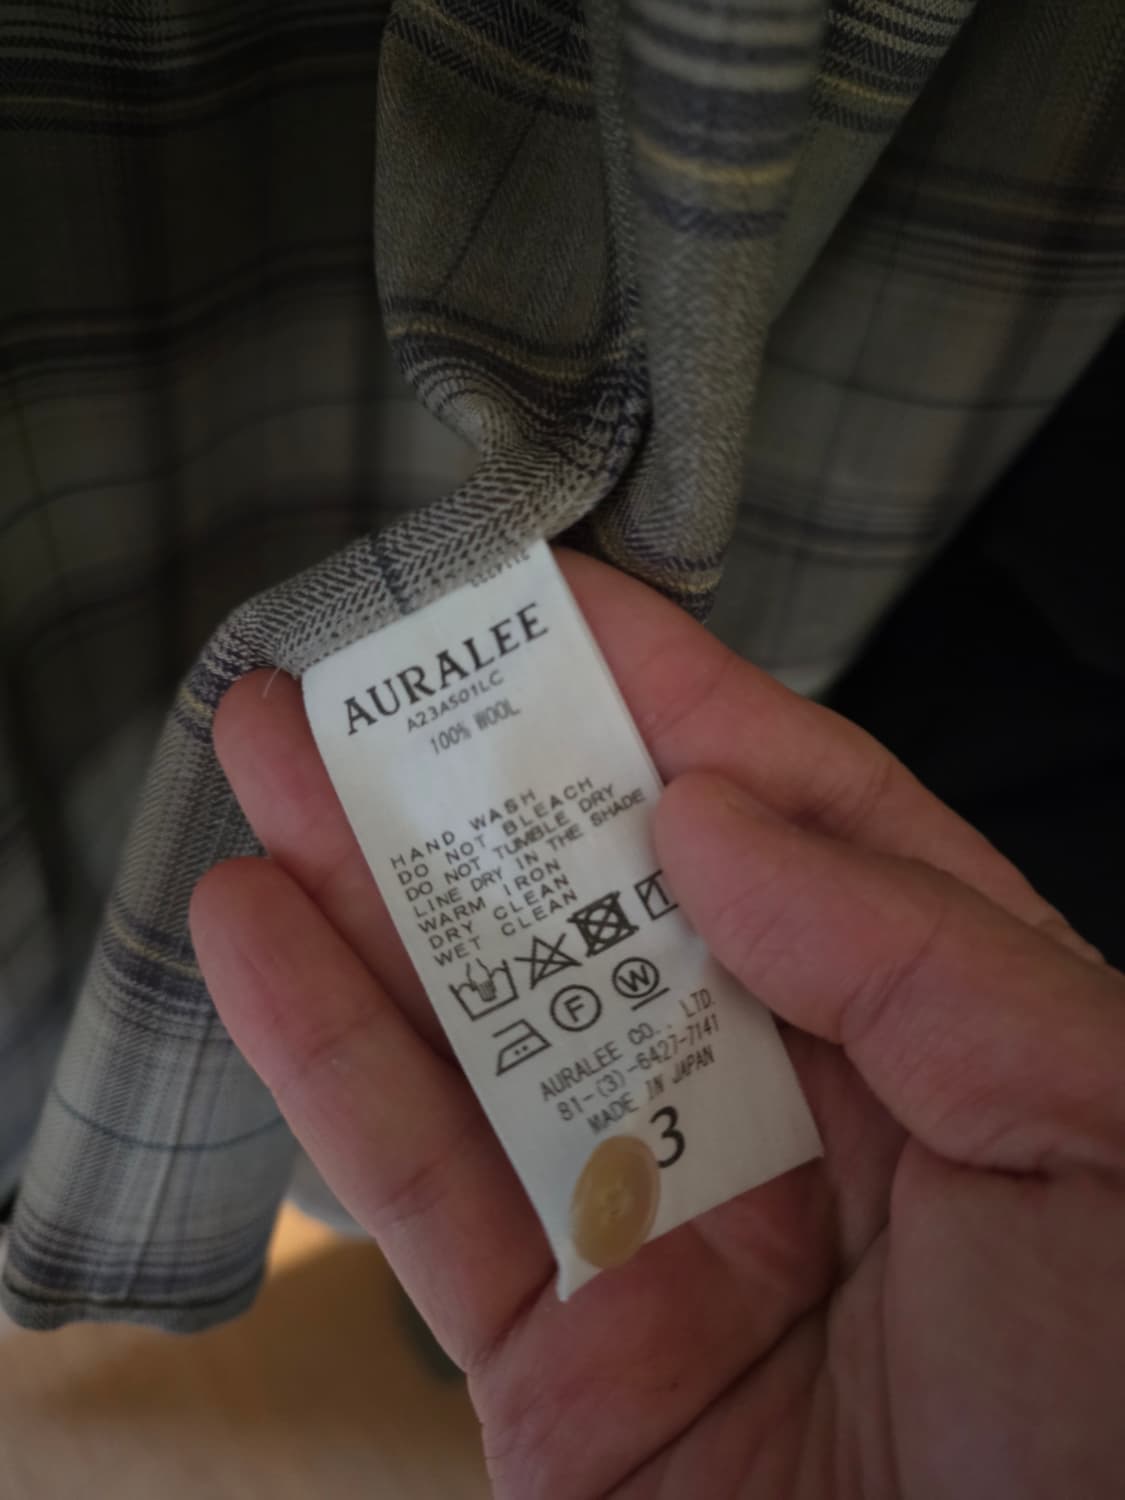 AURALEE
A23AS01LC
100% WOOL
HAND WASH
DO NOT BLEACH
DO NOT TUMBLE DRY
LINE DRY IN THE SHADE
WARM IRON
DRY CLEAN
WET CLEAN
F
W
AURALEE CO., LTD.
81-(3)-6427-7141
MADE IN JAPAN
3